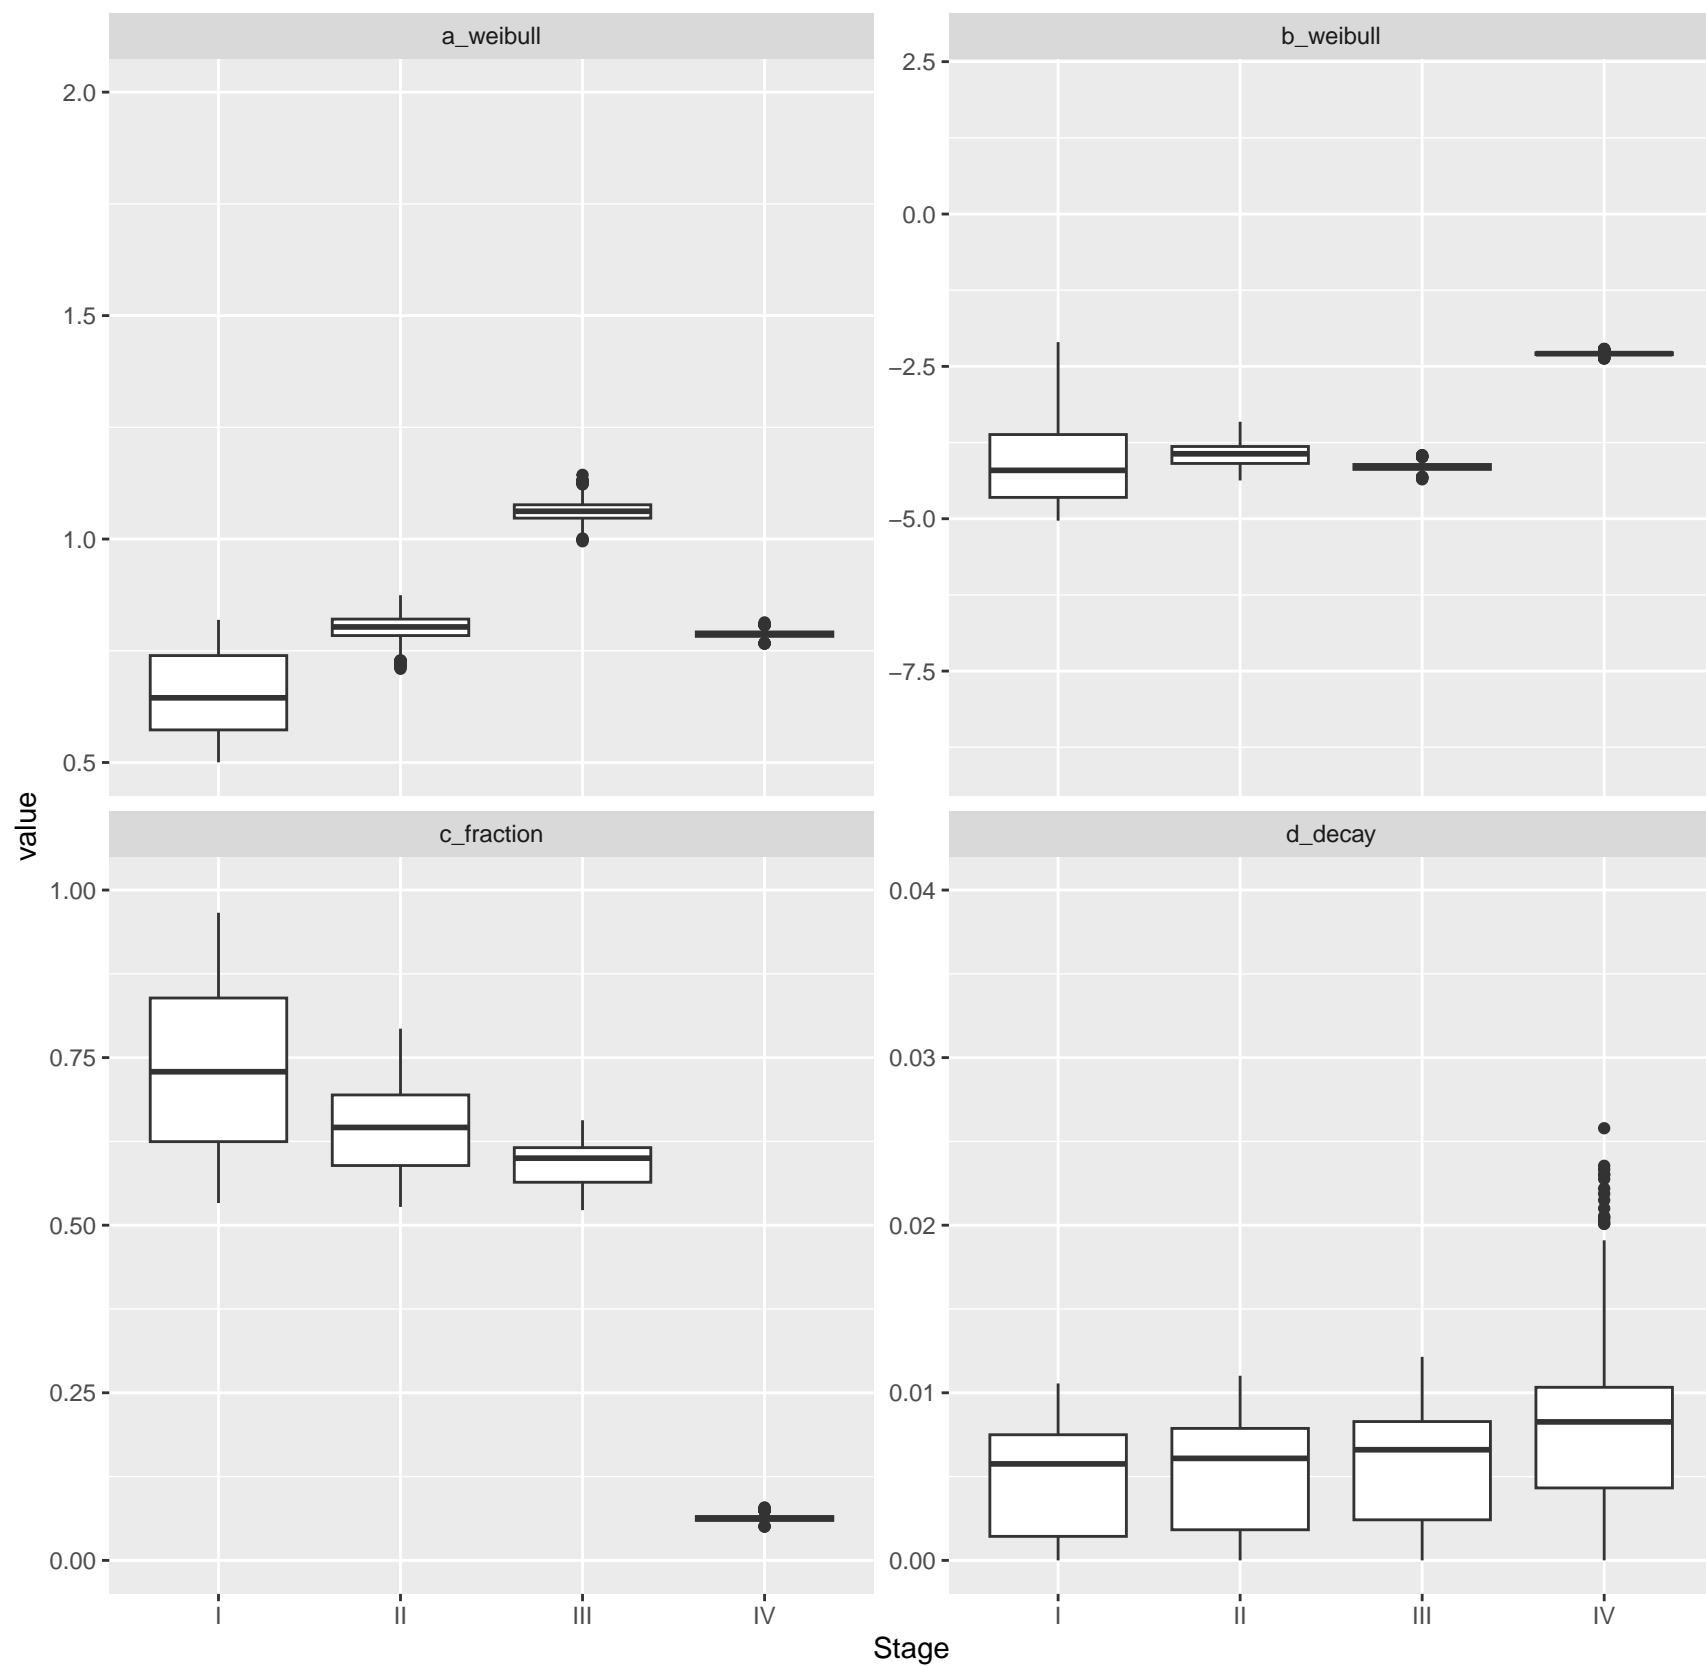 a_weibull
b_weibull
2.0
1.5
1.0
0.5
2.5
0.0
−2.5
−5.0
−7.5
value
c_fraction
d_decay
1.00
0.75
0.50
0.25
0.00
0.04
0.03
0.02
0.01
0.00
I II III IV
I II III IV
Stage